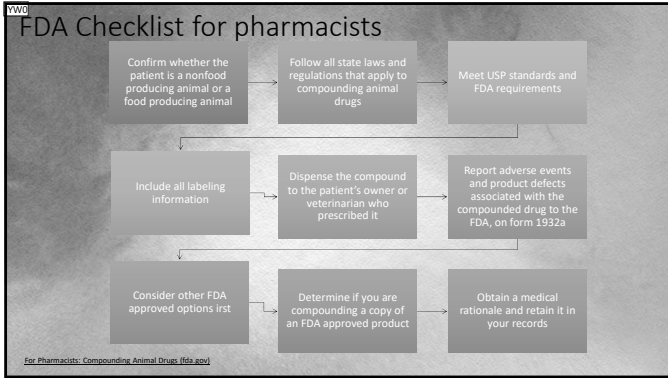 YW0
FDA Checklist for pharmacists
Confirm whether the
patient is a nonfood
producing animal or a
food producing animal
Follow all state laws and
regulations that apply to
compounding animal
drugs
Meet USP standards and
FDA requirements
Include all labeling
information
Dispense the compound
to the patient's owner or
veterinarian who
prescribed it
Report adverse events
and product defects
associated with the
compounded drug to the
FDA, on form 1932a
Consider other FDA
approved options irst
Determine if you are
compounding a copy of
an FDA approved product
Obtain a medical
rationale and retain it in
your records
For Pharmacists: Compounding Animal Drugs (fda.gov)